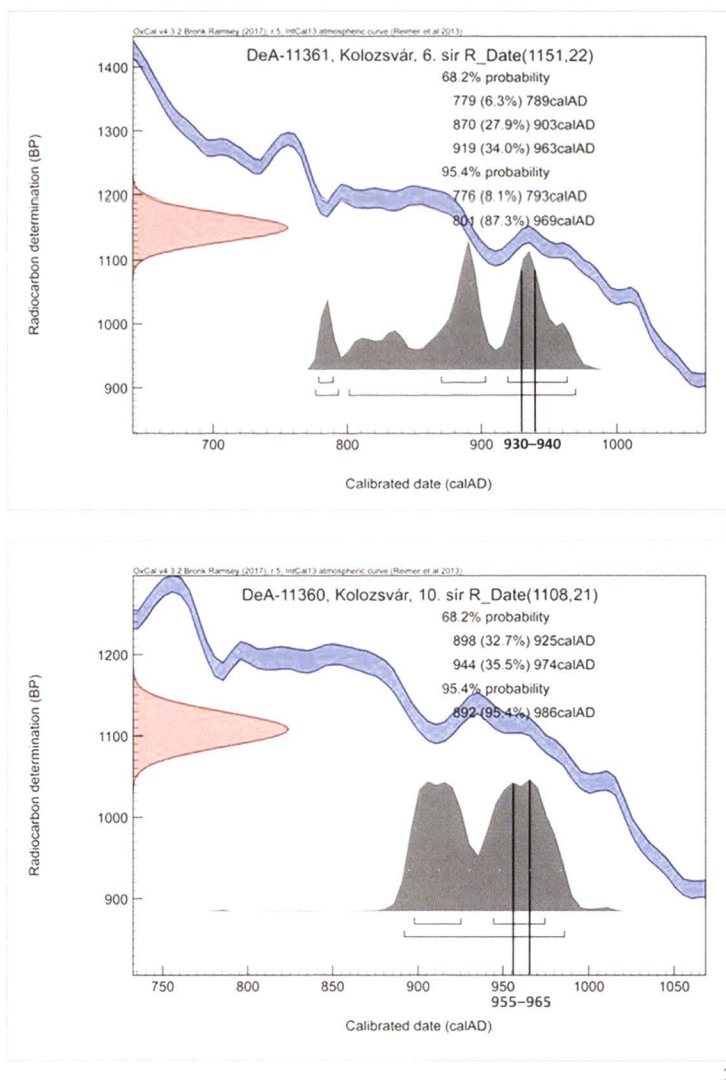 OxCal v4.3.2 Bronk Ramsey (2017); r:5, IntCal13 atmospheric curve (Reimer et al 2013)
DeA-11361, Kolozsvár, 6. sír R_Date(1151,22)
68.2% probability
779 (6.3%) 789calAD
870 (27.9%) 903calAD
919 (34.0%) 963calAD
95.4% probability
776 (8.1%) 793calAD
801 (87.3%) 969calAD
Radiocarbon determination (BP)
1400
1300
1200
1100
1000
900
700 800 900 930–940 1000
Calibrated date (calAD)
OxCal v4.3.2 Bronk Ramsey (2017); r:5, IntCal13 atmospheric curve (Reimer et al 2013)
DeA-11360, Kolozsvár, 10. sír R_Date(1108,21)
68.2% probability
898 (32.7%) 925calAD
944 (35.5%) 974calAD
95.4% probability
892 (95.4%) 986calAD
Radiocarbon determination (BP)
1200
1100
1000
900
750 800 850 900 950 1000 1050
955–965
Calibrated date (calAD)